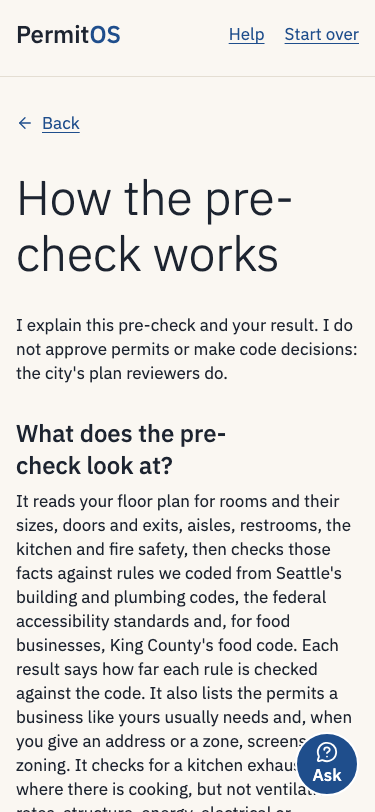 PermitOS
Help
Start over
← Back
How the pre-
check works
I explain this pre-check and your result. I do
not approve permits or make code decisions:
the city's plan reviewers do.
What does the pre-
check look at?
It reads your floor plan for rooms and their
sizes, doors and exits, aisles, restrooms, the
kitchen and fire safety, then checks those
facts against rules we coded from Seattle's
building and plumbing codes, the federal
accessibility standards and, for food
businesses, King County's food code. Each
result says how far each rule is checked
against the code. It also lists the permits a
business like yours usually needs and, when
you give an address or a zone, screens
zoning. It checks for a kitchen
where there is cooking, but not
Ask